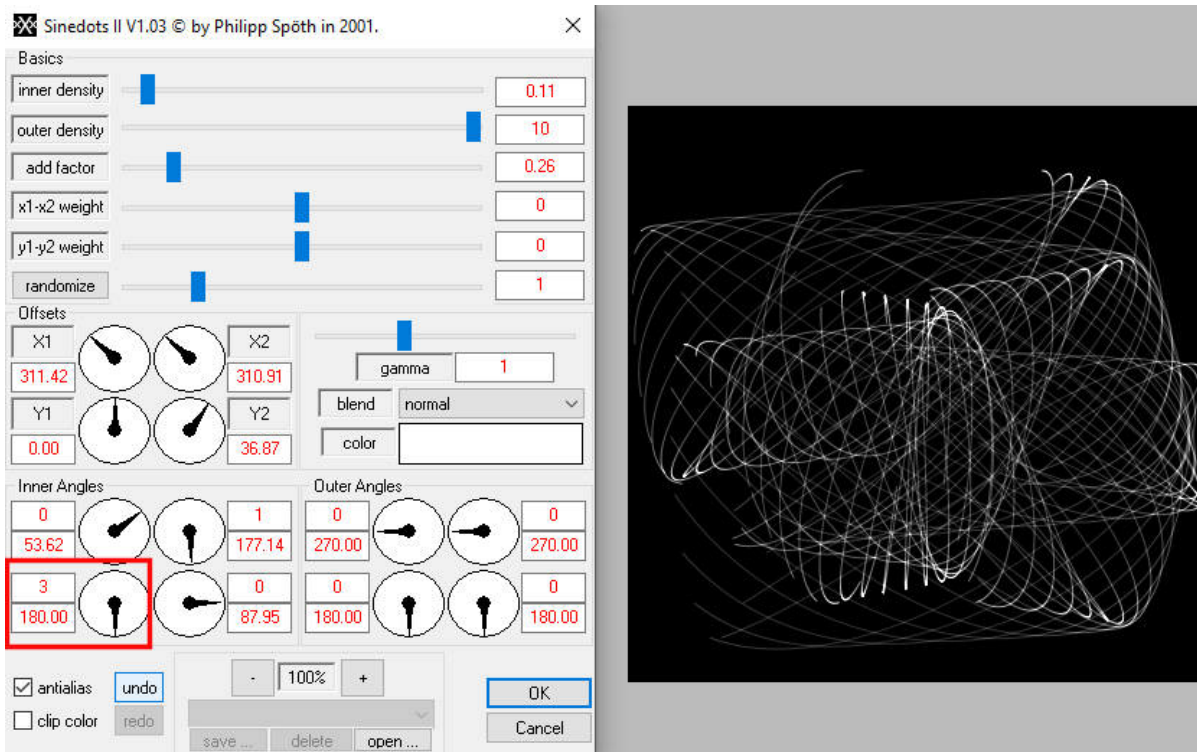 Sinedots II V1.03 © by Philipp Spöth in 2001.
Basics
inner density 0.11
outer density 10
add factor 0.26
x1-x2 weight 0
y1-y2 weight 0
randomize 1
Offsets
X1 X2
311.42 310.91
Y1 Y2
0.00 36.87
gamma 1
blend normal
color
Inner Angles
0 1
53.62 177.14
3 0
180.00 87.95
Outer Angles
0 0
270.00 270.00
0 0
180.00 180.00
antialias undo
clip color redo
- 100% +
save ... delete open ...
OK
Cancel